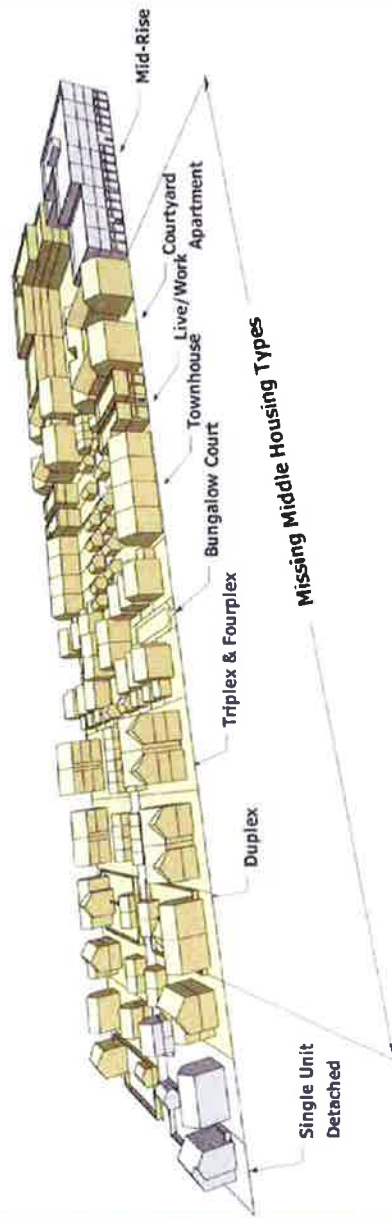 Single Unit
Detached
Duplex
Triplex & Fourplex
Bungalow Court
Townhouse
Live/Work
Courtyard
Apartment
Mid-Rise
Missing Middle Housing Types